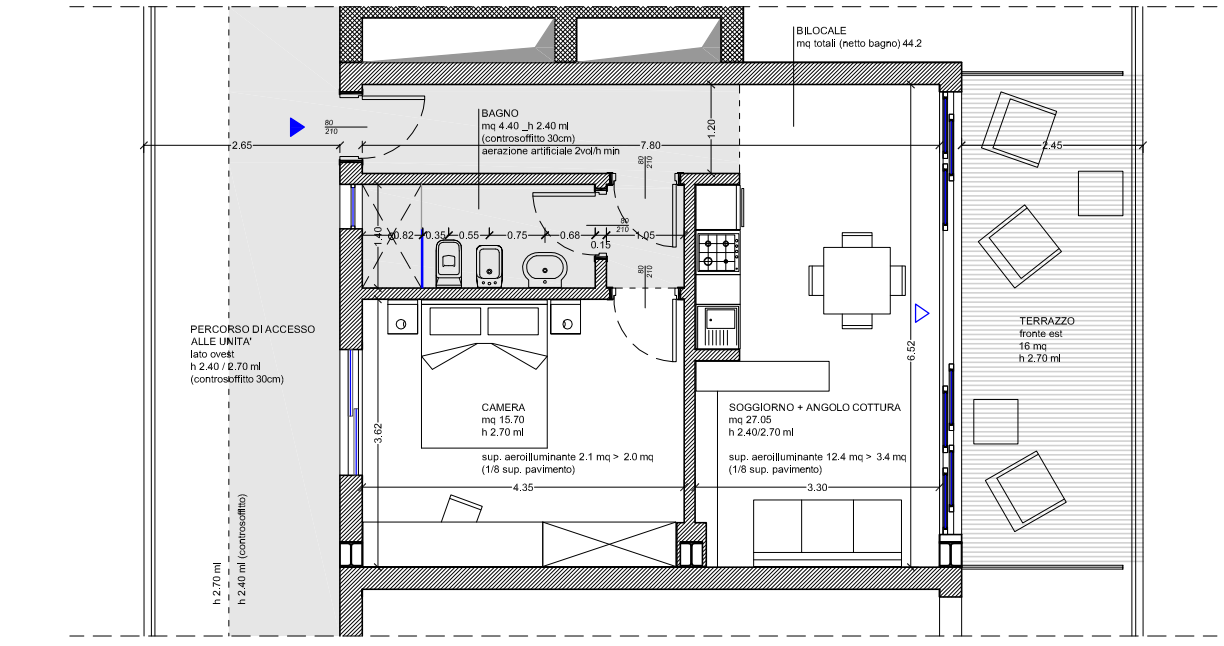 BILOCALE
mq totali (netto bagno) 44.2
BAGNO
mq 4.40 _h 2.40 ml
(controsoffitto 30cm)
aerazione artificiale 2vol/h min
80
210
1.20
2.65
7.80
2.45
80
210
1.40
0.82
0.35
0.55
0.75
0.68
0.15
1.05
80
210
80
210
PERCORSO DI ACCESSO
ALLE UNITA'
lato ovest
h 2.40 / 2.70 ml
(controsoffitto 30cm)
TERRAZZO
fronte est
16 mq
h 2.70 ml
6.52
3.62
CAMERA
mq 15.70
h 2.70 ml
sup. aeroilluminante 2.1 mq > 2.0 mq
(1/8 sup. pavimento)
SOGGIORNO + ANGOLO COTTURA
mq 27.05
h 2.40/2.70 ml
sup. aeroilluminante 12.4 mq > 3.4 mq
(1/8 sup. pavimento)
4.35
3.30
h 2.70 ml
h 2.40 ml (controsoffitto)